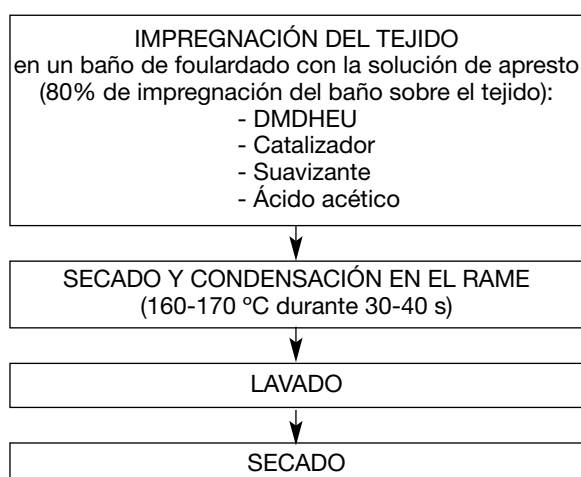 IMPREGNACIÓN DEL TEJIDO
en un baño de foulardado con la solución de apresto
(80% de impregnación del baño sobre el tejido):
- DMDHEU
- Catalizador
- Suavizante
- Ácido acético
SECADO Y CONDENSACIÓN EN EL RAME
(160-170 ºC durante 30-40 s)
LAVADO
SECADO